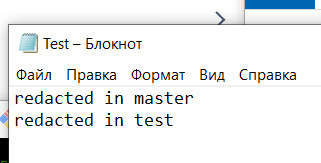 Test – Блокнот
Файл Правка Формат Вид Справка
redacted in master
redacted in test